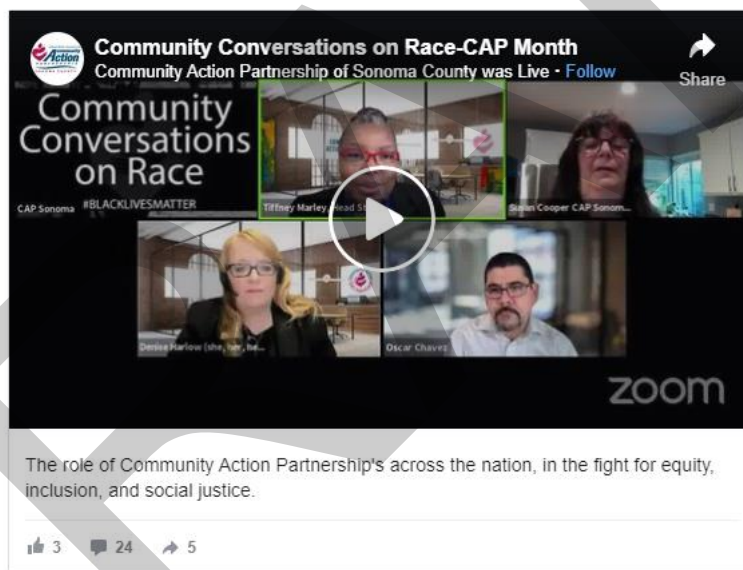 Community Conversations on Race-CAP Month
Community Action Partnership of Sonoma County was Live · Follow
Share
Action
Community
Conversations
on Race
#BLACKLIVESMATTER
CAP Sonoma
Tiffney Marley, Head
Susan Cooper CAP Sonom...
Denise Harlow (she, her, he...
Oscar Chavez
zoom
The role of Community Action Partnership's across the nation, in the fight for equity,
inclusion, and social justice.
3 24 5